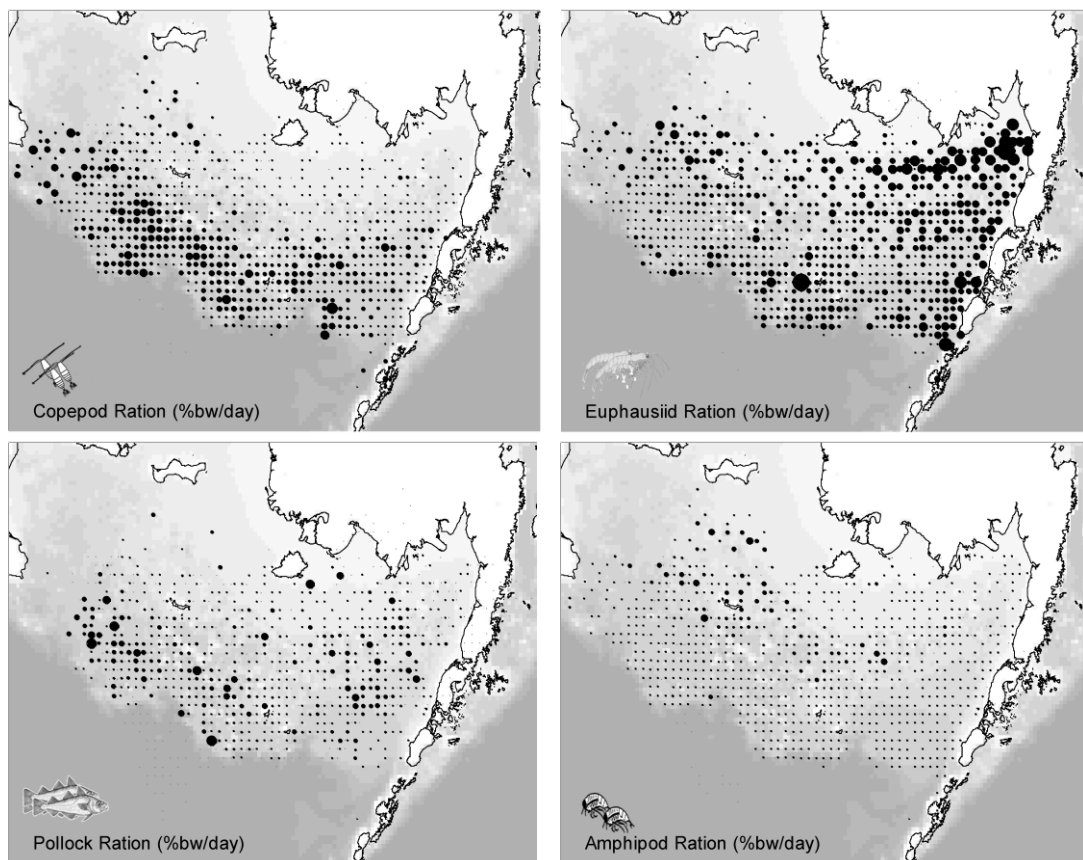 Copepod Ration (%bw/day)
Euphausiid Ration (%bw/day)
Pollock Ration (%bw/day)
Amphipod Ration (%bw/day)